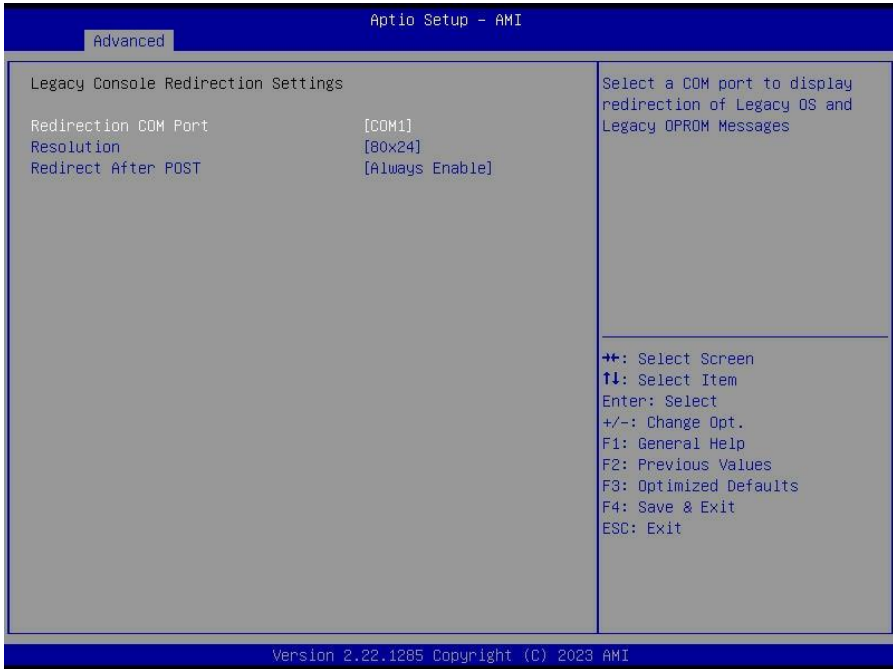 Aptio Setup – AMI
Advanced
Legacy Console Redirection Settings
Redirection COM Port [COM1]
Resolution [80x24]
Redirect After POST [Always Enable]
Select a COM port to display
redirection of Legacy OS and
Legacy OPROM Messages
→←: Select Screen
↑↓: Select Item
Enter: Select
+/-: Change Opt.
F1: General Help
F2: Previous Values
F3: Optimized Defaults
F4: Save & Exit
ESC: Exit
Version 2.22.1285 Copyright (C) 2023 AMI